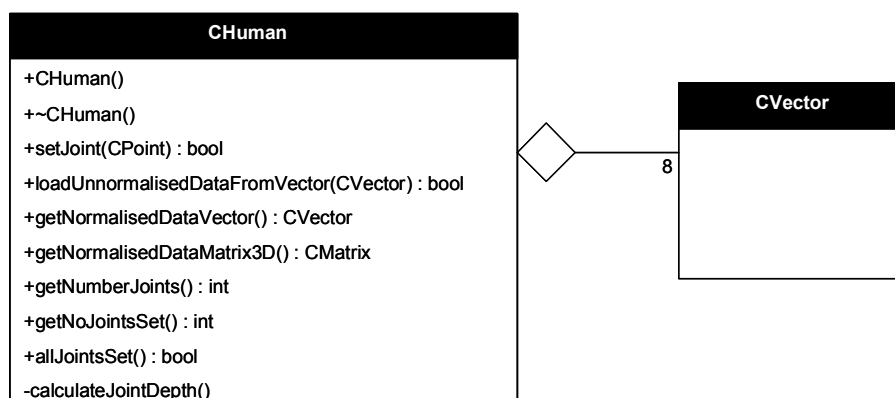 CHuman
+CHuman()
+~CHuman()
+setJoint(CPoint) : bool
+loadUnnormalisedDataFromVector(CVector) : bool
+getNormalisedDataVector() : CVector
+getNormalisedDataMatrix3D() : CMatrix
+getNumberJoints() : int
+getNoJointsSet() : int
+allJointsSet() : bool
-calculateJointDepth()
CVector
8